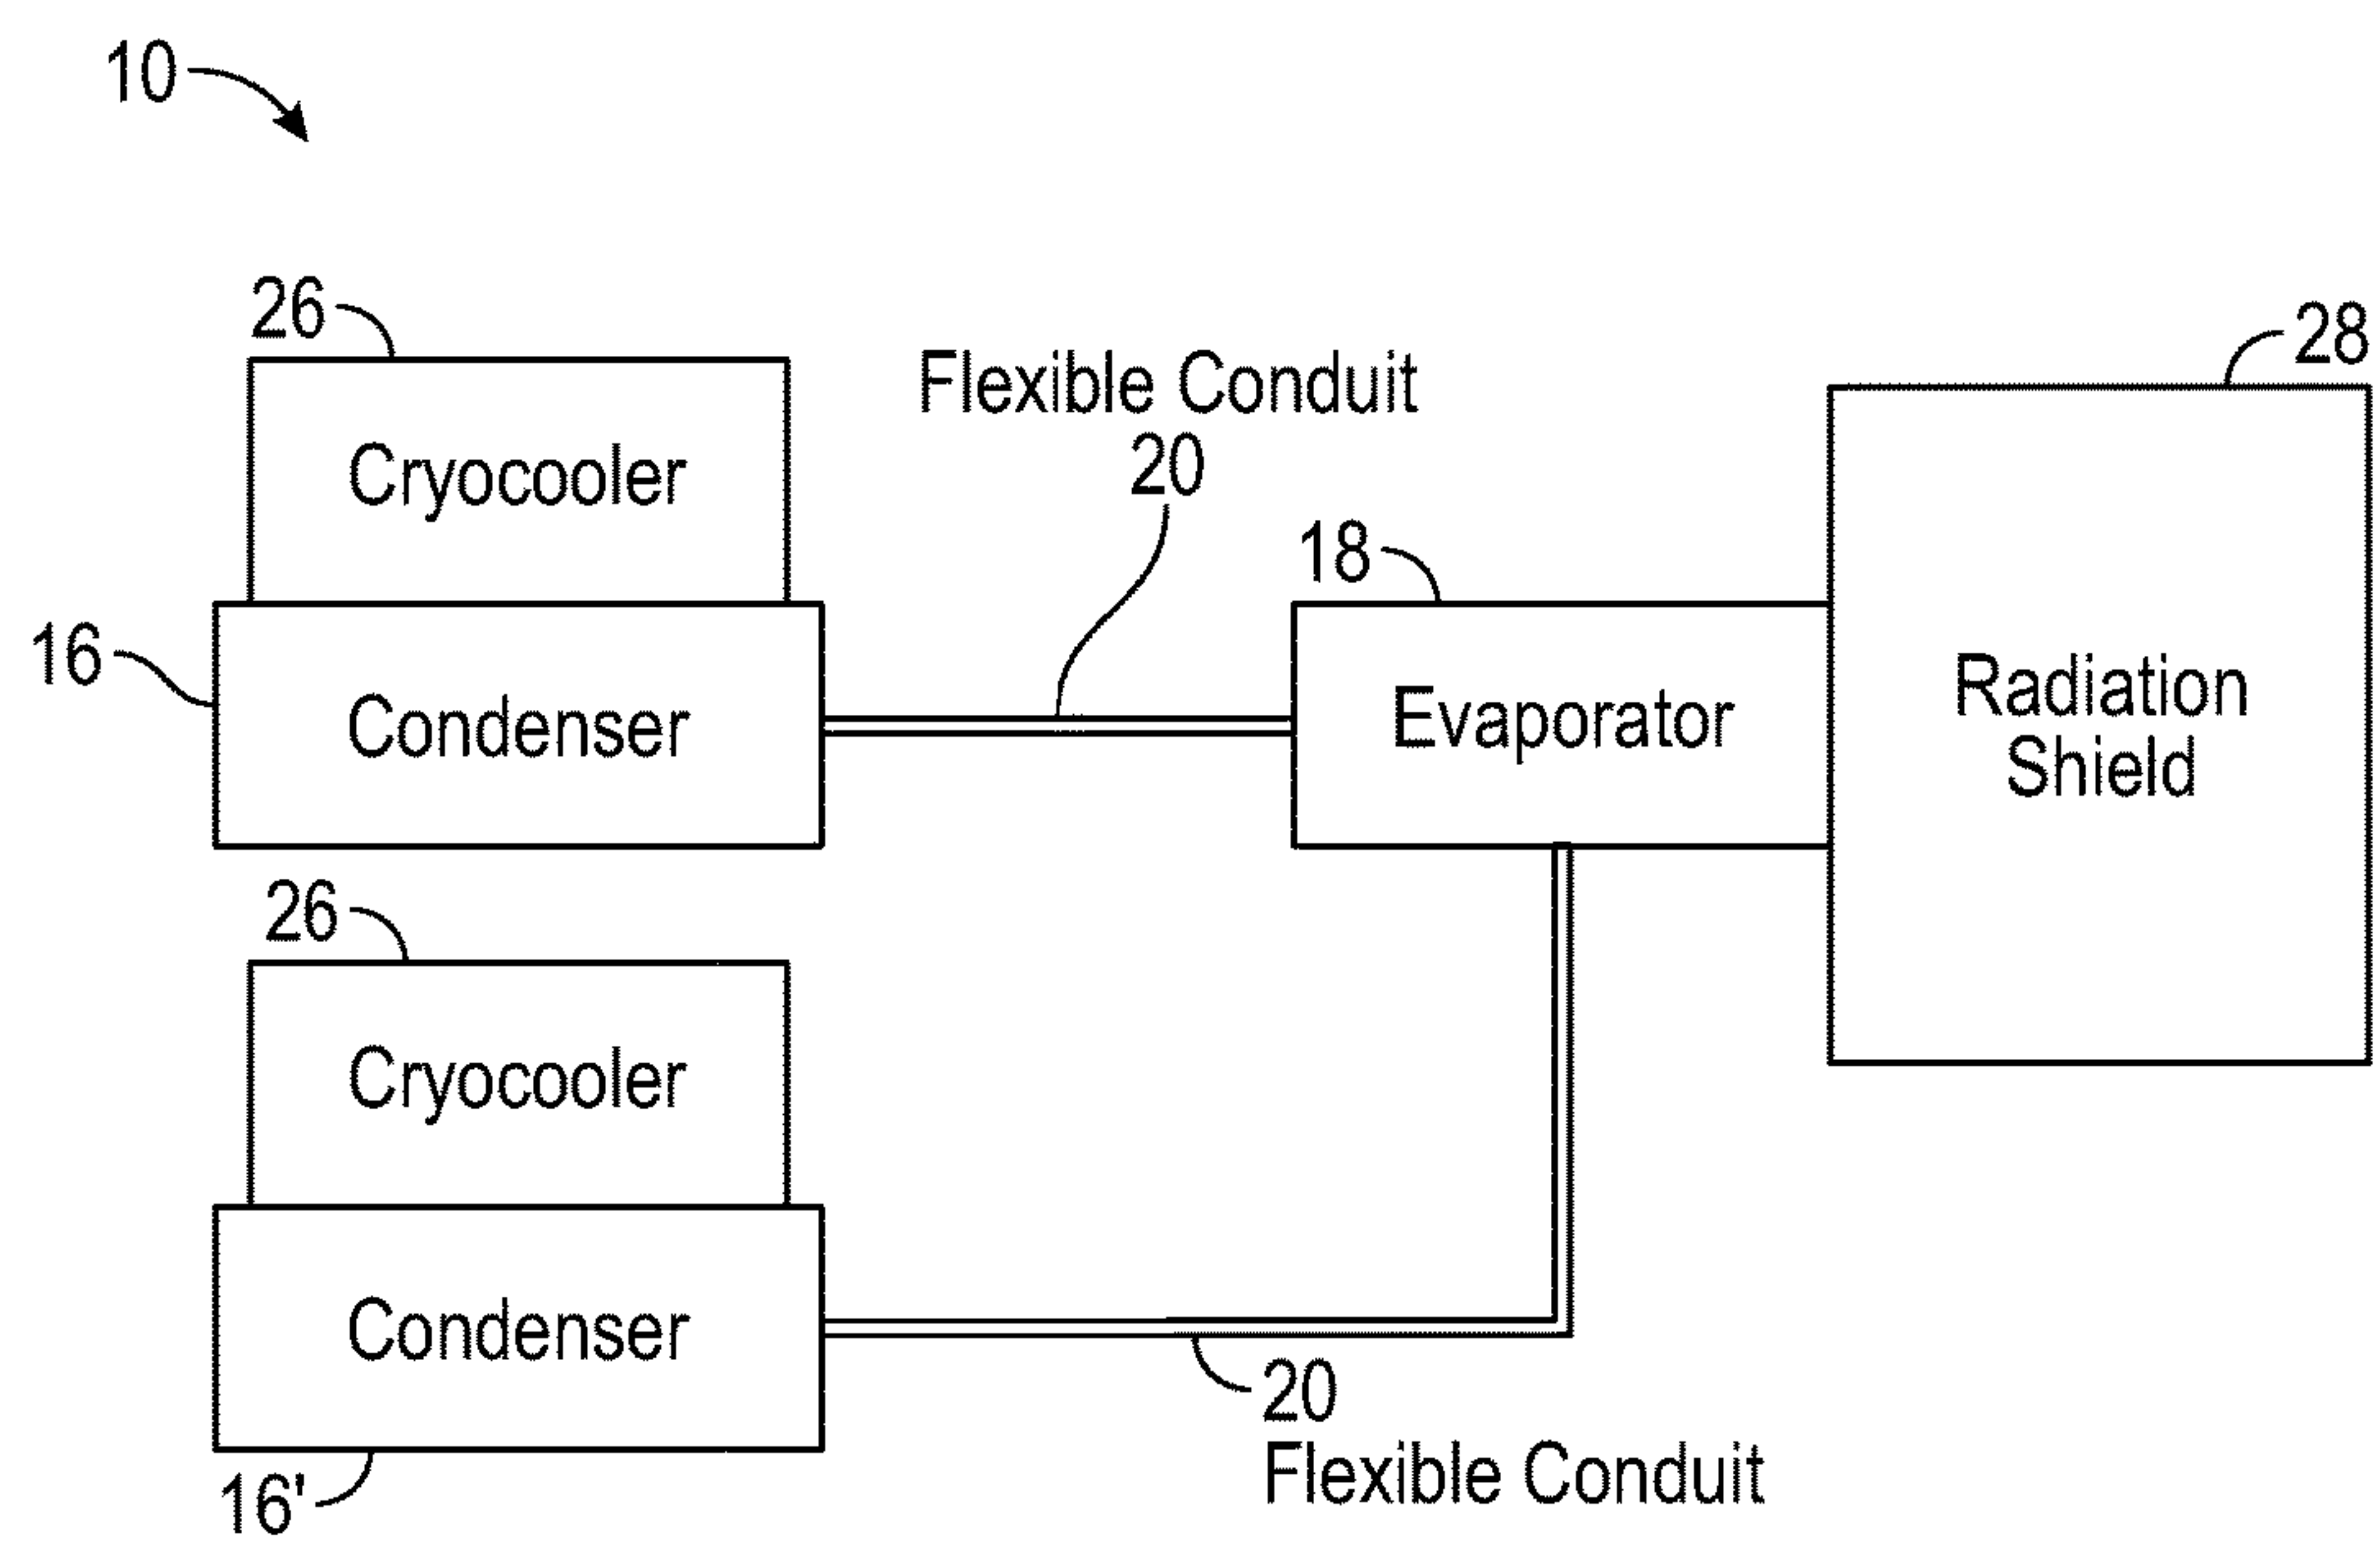 10
26
Cryocooler
16
Condenser
Flexible Conduit
20
18
Evaporator
28
Radiation
Shield
26
Cryocooler
Condenser
16'
20
Flexible Conduit